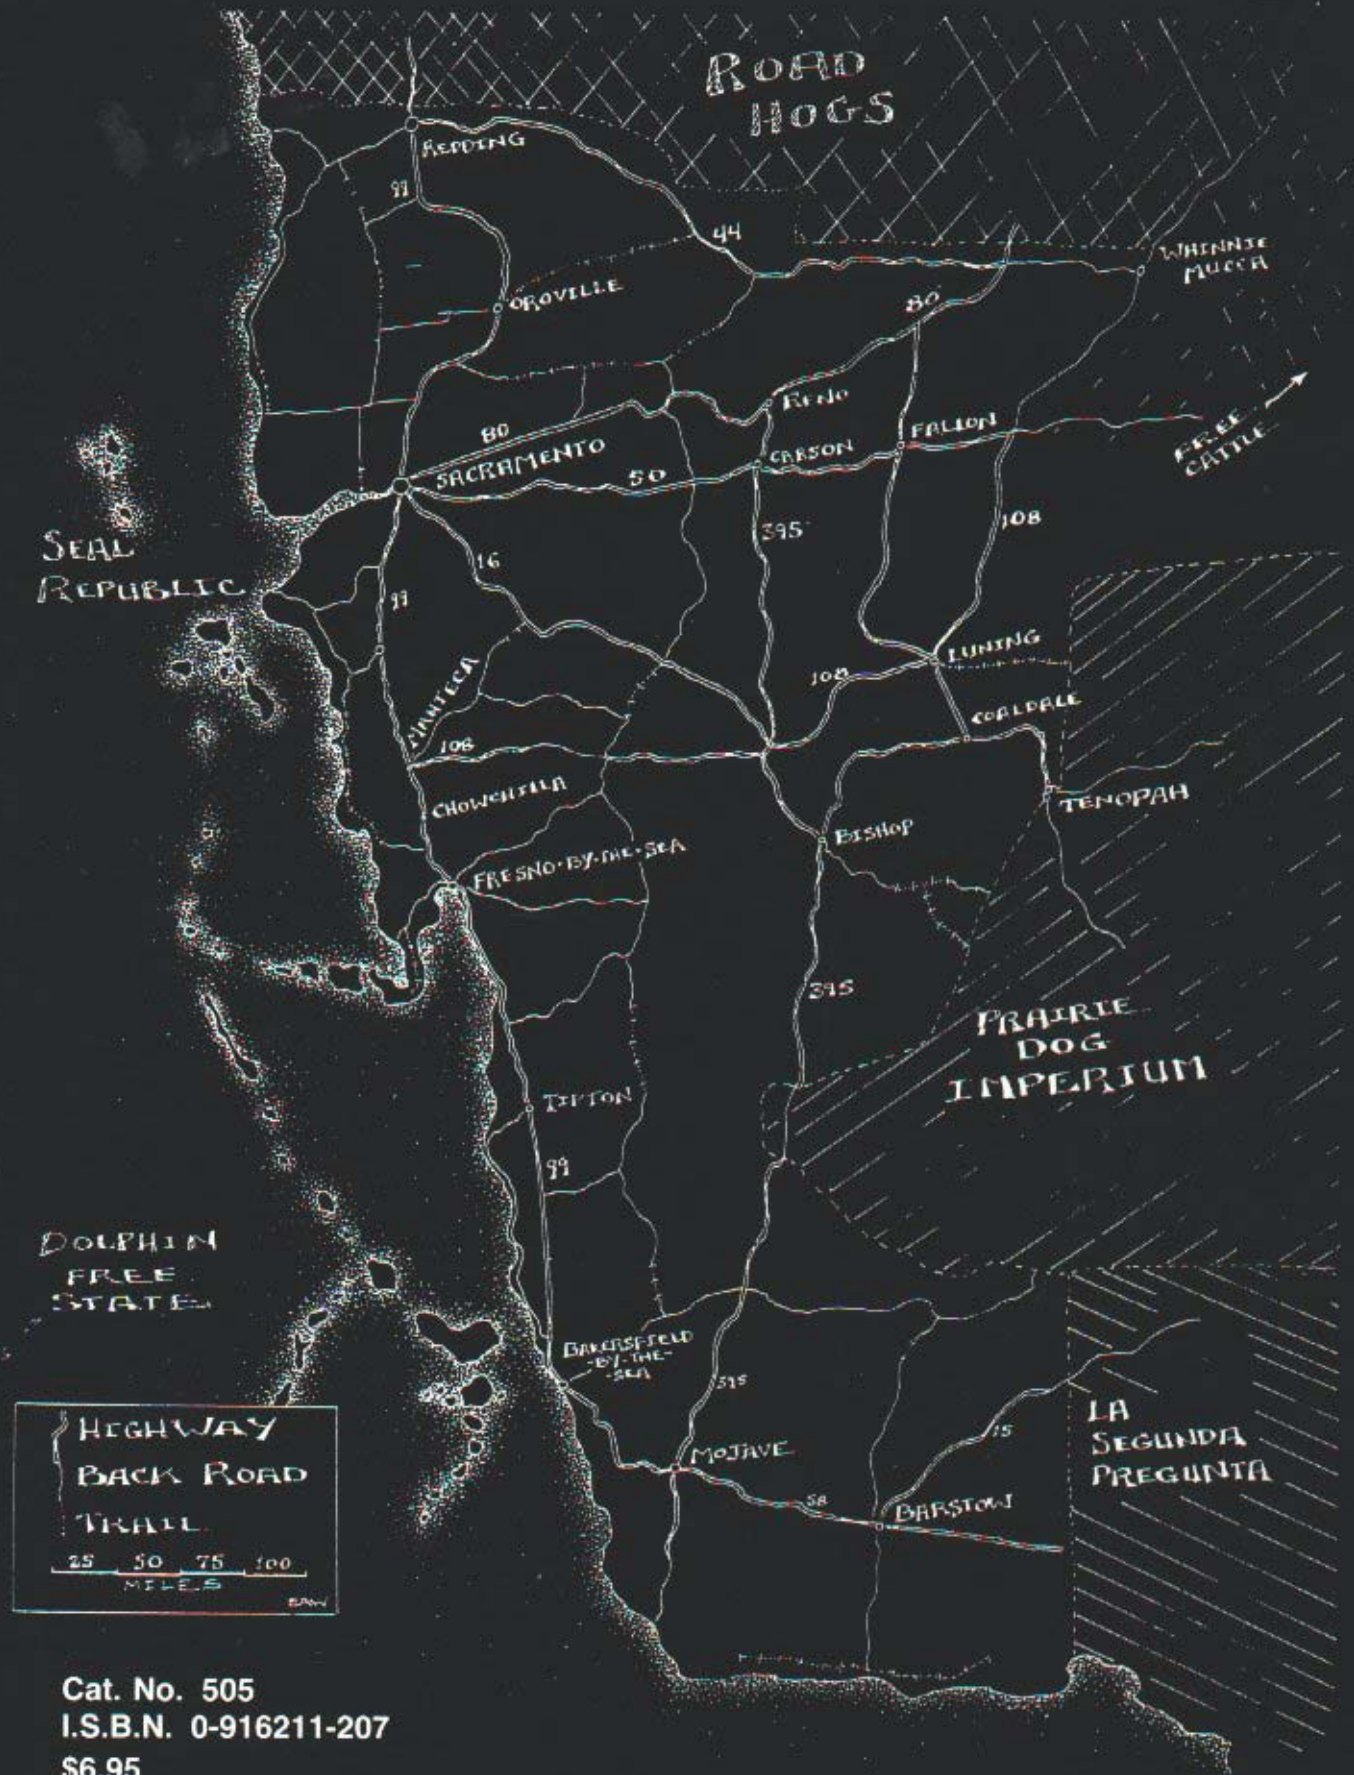 ROAD
HOGS
REDDING
99
44
WHINNIE
MUCCA
OROVILLE
80
RENO
80
FALLON
FREE
CATTLE
SACRAMENTO
CARSON
50
395
108
SEAL
REPUBLIC
16
99
LUNING
108
MANTECA
COALDALE
108
CHOWCHILLA
TENOPAH
BISHOP
FRESNO-BY-THE-SEA
395
PRAIRIE
DOG
IMPERIUM
TIPTON
99
DOLPHIN
FREE
STATE
BAKERSFIELD
-BY-THE-
-SEA
395
LA
SEGUNDA
PREGUNTA
15
MOJAVE
58
BARSTOW
HIGHWAY
BACK ROAD
TRAIL
25 50 75 100
MILES
Cat. No. 505
I.S.B.N. 0-916211-207
$6.95